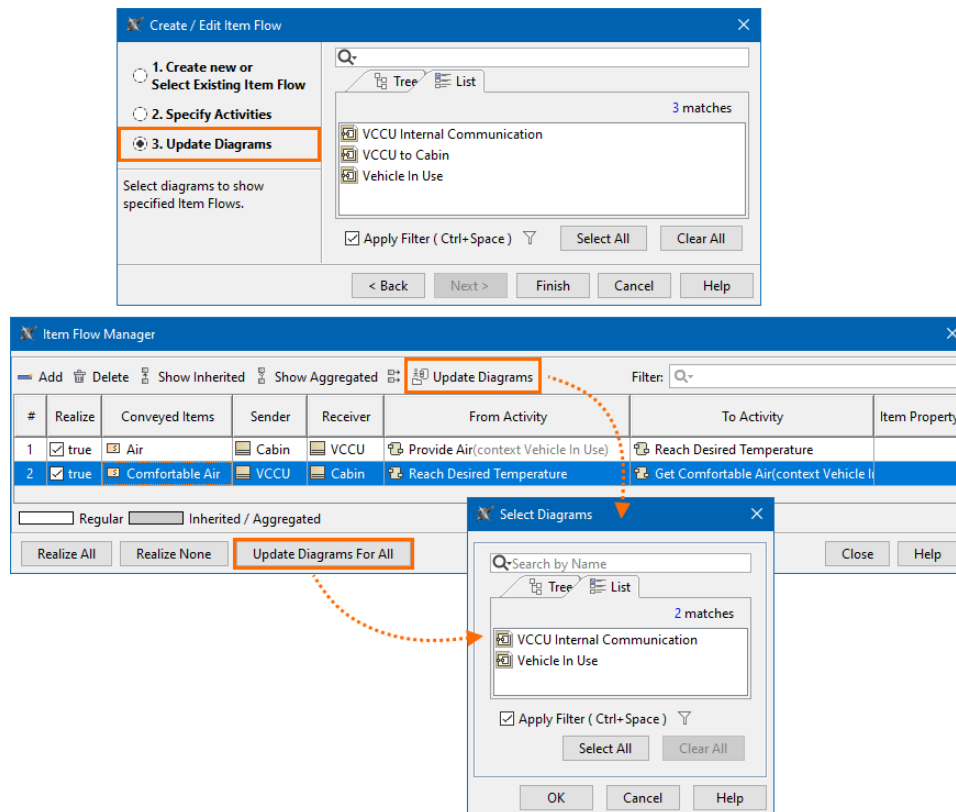 Create / Edit Item Flow
1. Create new or
Select Existing Item Flow
2. Specify Activities
3. Update Diagrams
Select diagrams to show
specified Item Flows.
Tree List
3 matches
VCCU Internal Communication
VCCU to Cabin
Vehicle In Use
Apply Filter ( Ctrl+Space ) Select All Clear All
< Back Next > Finish Cancel Help
Item Flow Manager
Add Delete Show Inherited Show Aggregated Update Diagrams Filter:
# Realize Conveyed Items Sender Receiver From Activity To Activity Item Property
1 true Air Cabin VCCU Provide Air(context Vehicle In Use) Reach Desired Temperature
2 true Comfortable Air VCCU Cabin Reach Desired Temperature Get Comfortable Air(context Vehicle I
Regular Inherited / Aggregated
Realize All Realize None Update Diagrams For All Close Help
Select Diagrams
Search by Name
Tree List
2 matches
VCCU Internal Communication
Vehicle In Use
Apply Filter ( Ctrl+Space )
Select All Clear All
OK Cancel Help